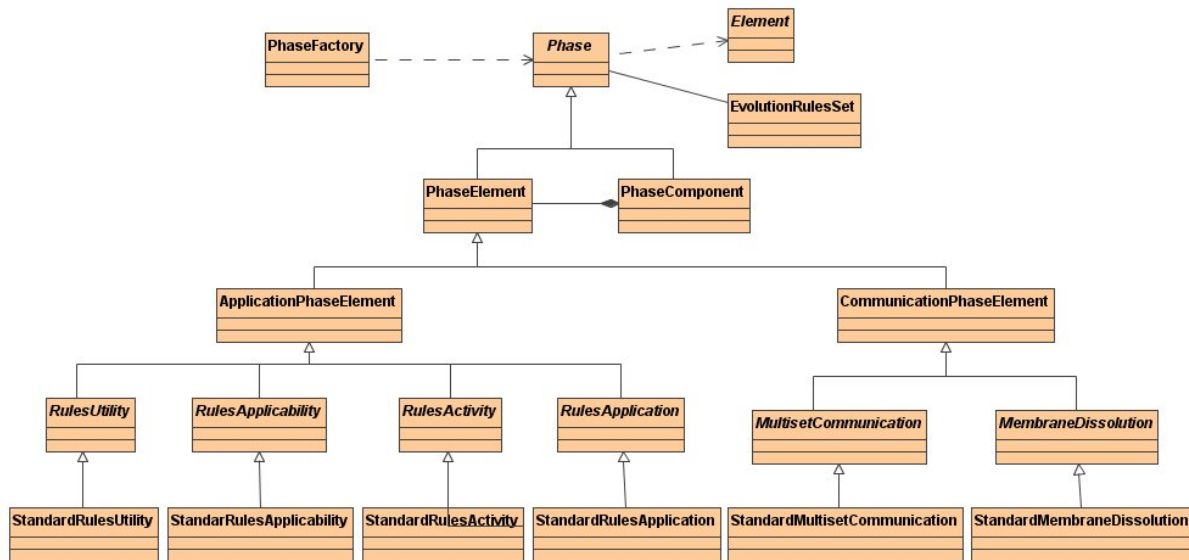 Element
PhaseFactory
Phase
EvolutionRulesSet
PhaseElement
PhaseComponent
ApplicationPhaseElement
CommunicationPhaseElement
RulesUtility
RulesApplicability
RulesActivity
RulesApplication
MultisetCommunication
MembraneDissolution
StandardRulesUtility
StandarRulesApplicability
StandardRulesActivity
StandardRulesApplication
StandardMultisetCommunication
StandardMembraneDissolution